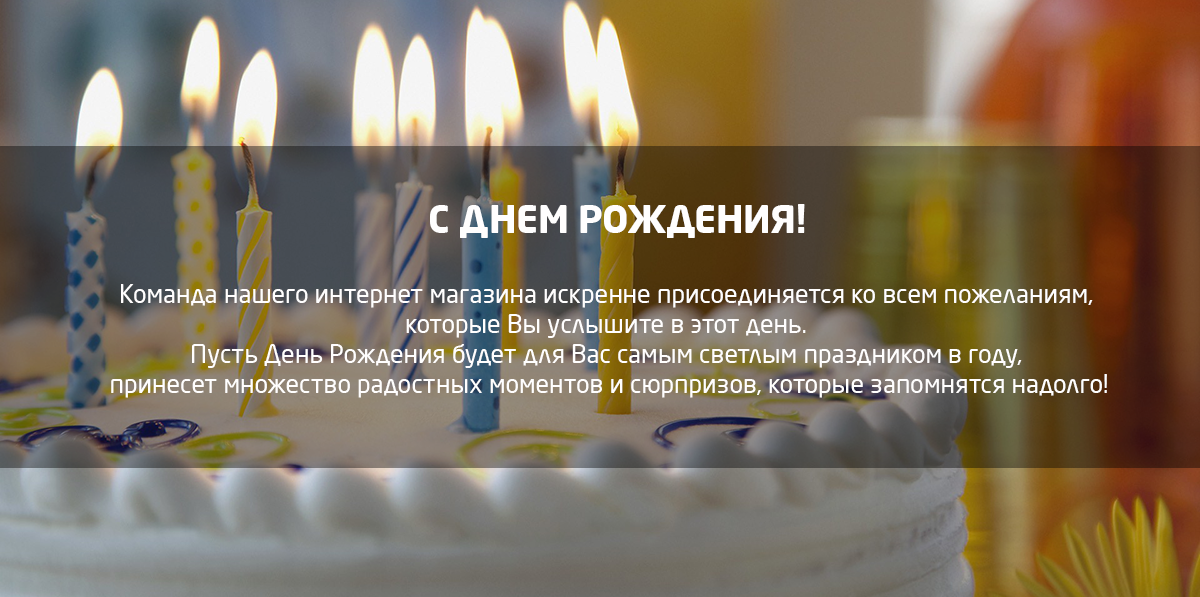 С ДНЕМ РОЖДЕНИЯ!
Команда нашего интернет магазина искренне присоединяется ко всем пожеланиям,
которые Вы услышите в этот день.
Пусть День Рождения будет для Вас самым светлым праздником в году,
принесет множество радостных моментов и сюрпризов, которые запомнятся надолго!